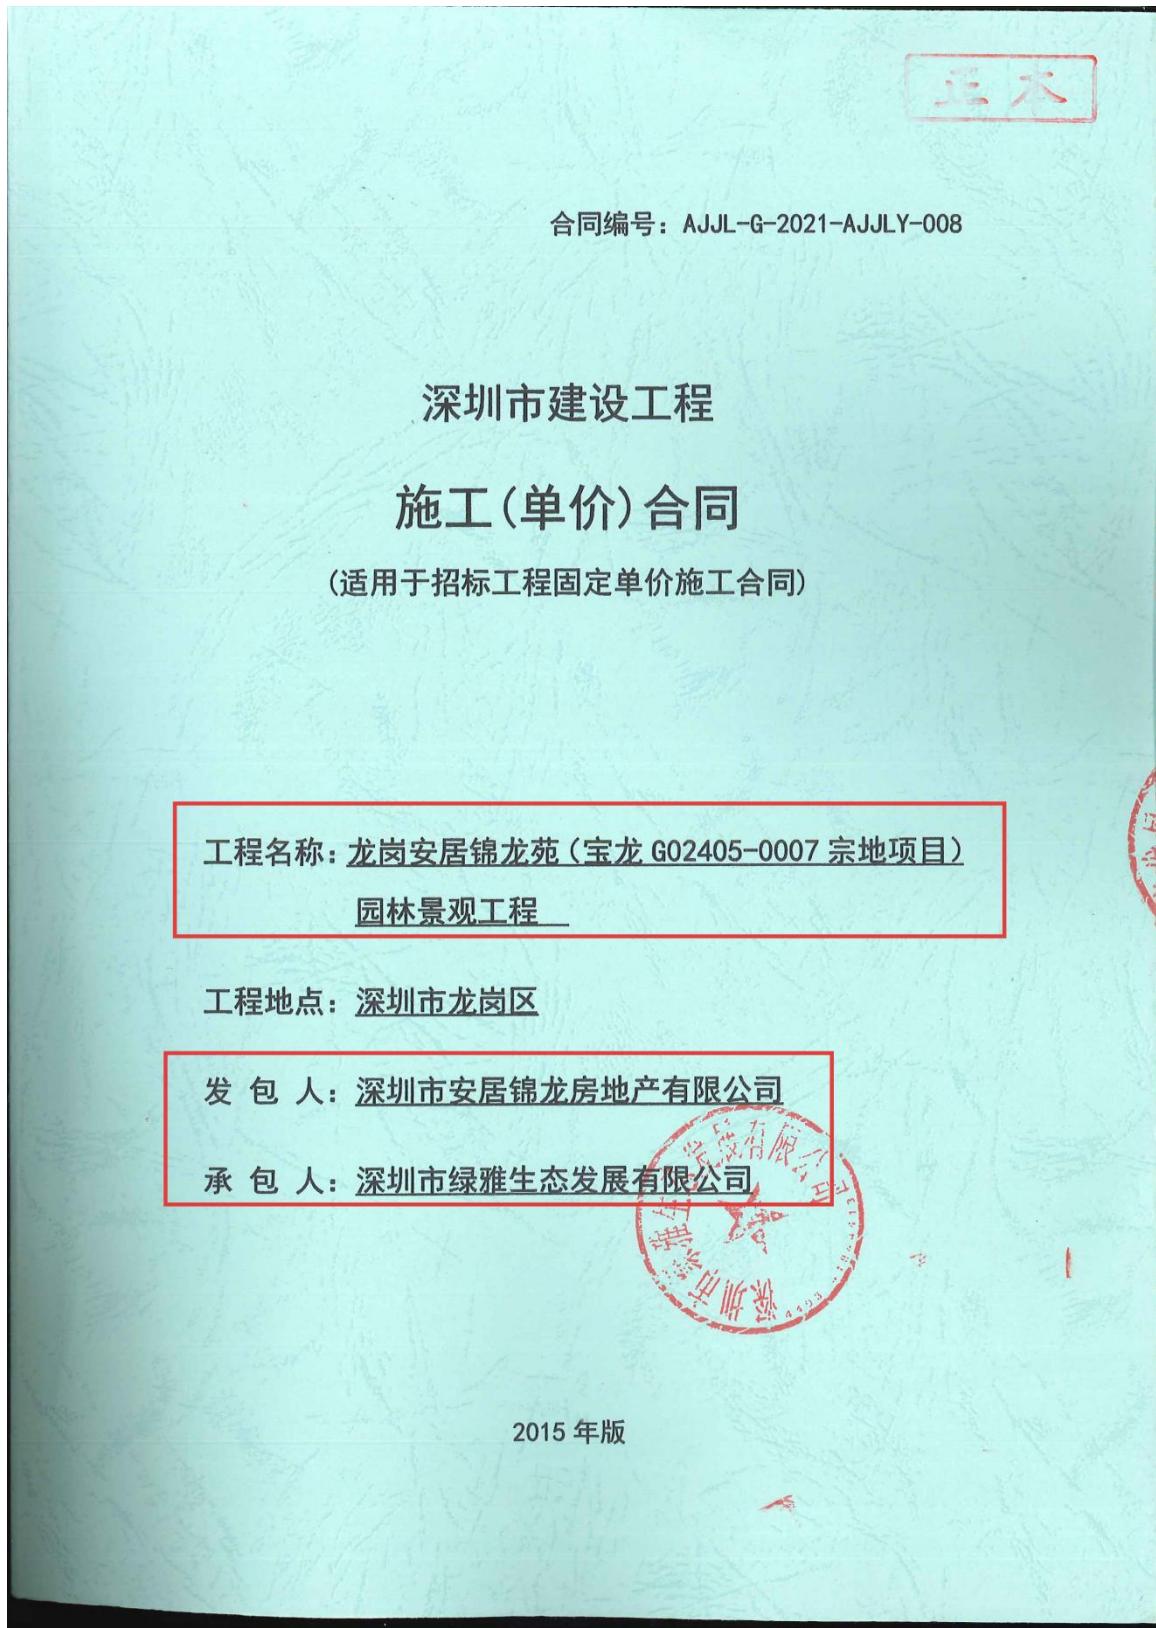 正本
合同编号：AJJL-G-2021-AJJLY-008
深圳市建设工程
施工(单价)合同
(适用于招标工程固定单价施工合同)
工程名称：龙岗安居锦龙苑（宝龙 G02405-0007 宗地项目）
园林景观工程
工程地点：深圳市龙岗区
发 包 人：深圳市安居锦龙房地产有限公司
承 包 人：深圳市绿雅生态发展有限公司
2015 年版